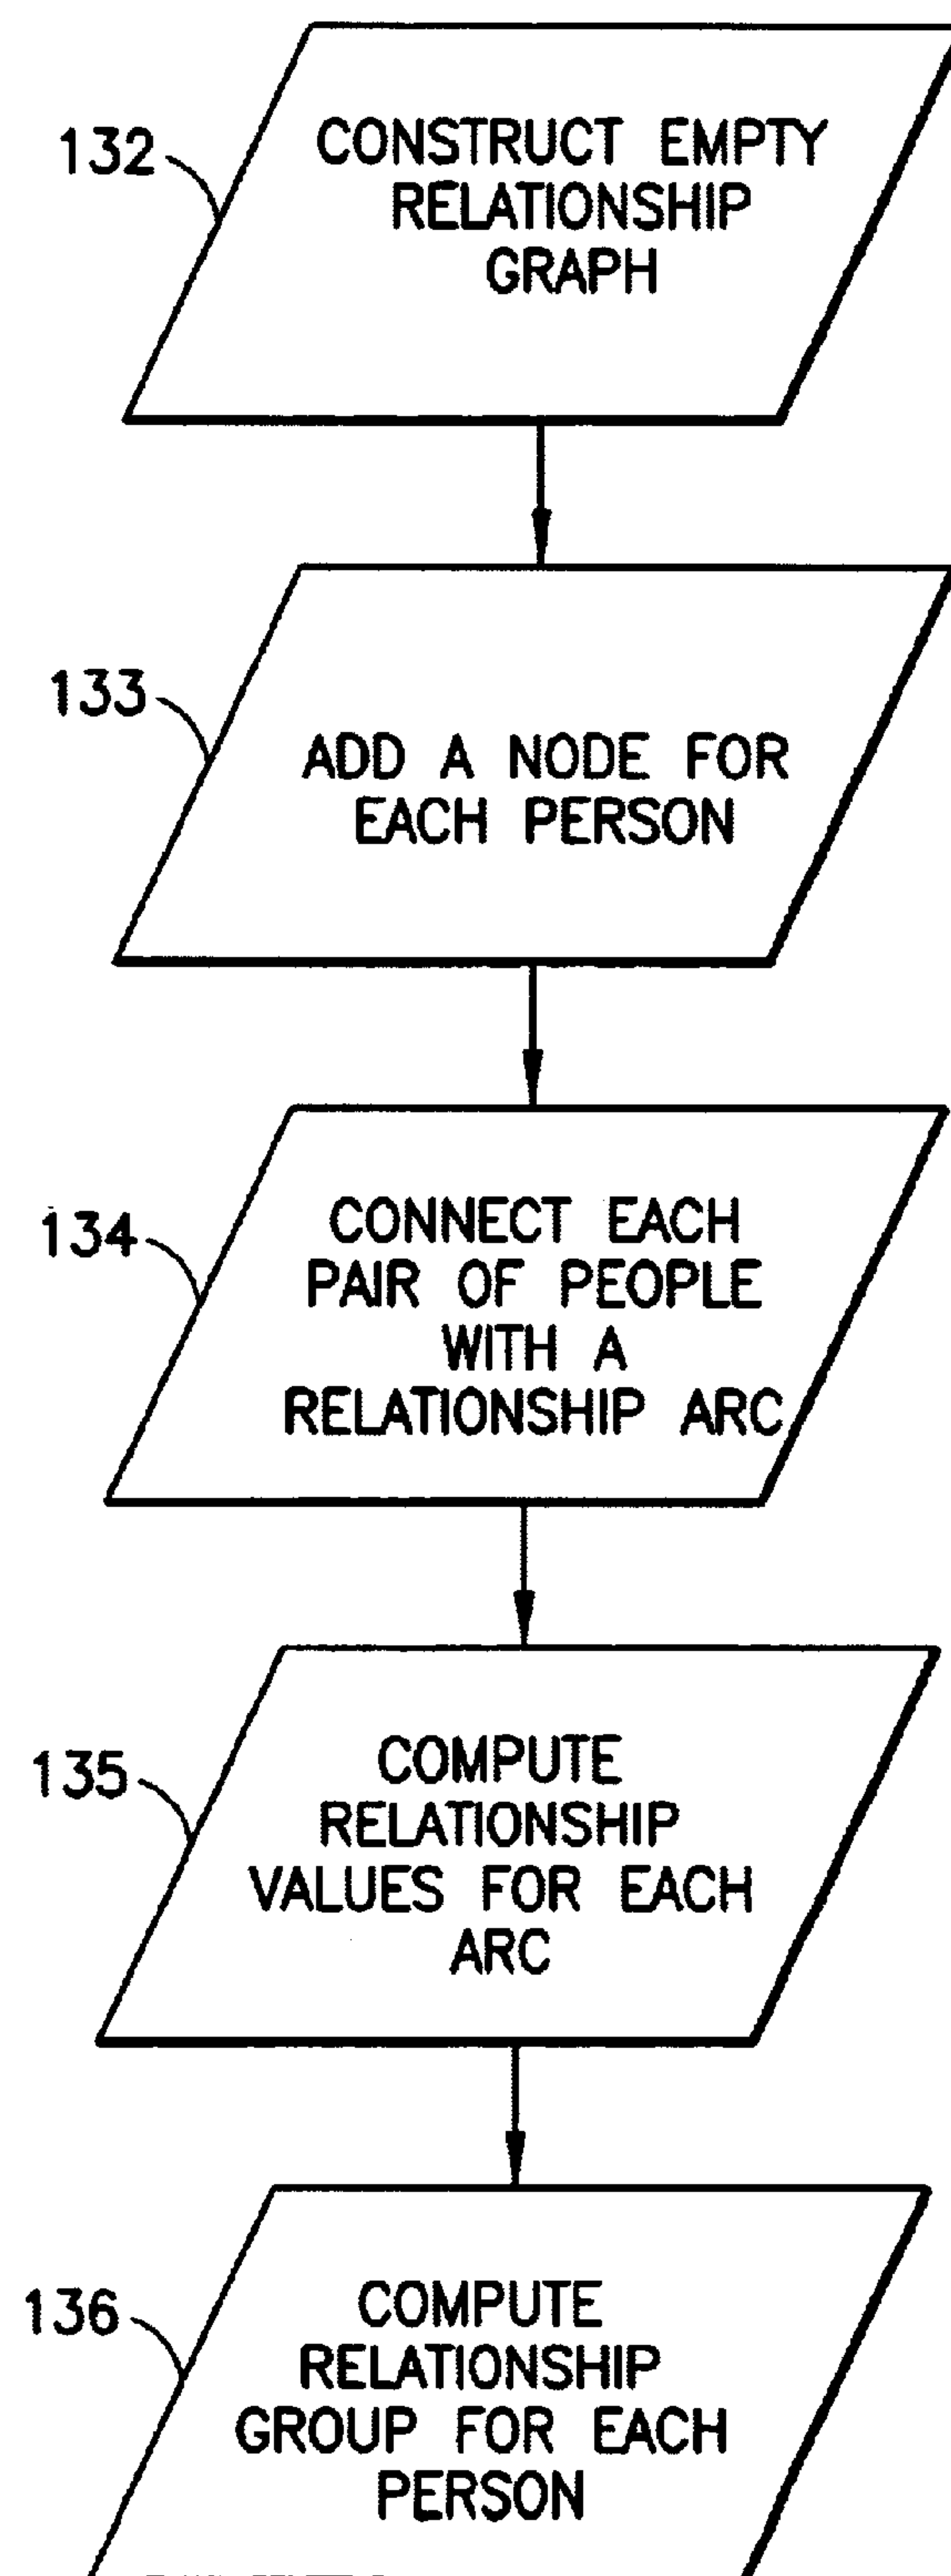 132
CONSTRUCT EMPTY
RELATIONSHIP
GRAPH
133
ADD A NODE FOR
EACH PERSON
134
CONNECT EACH
PAIR OF PEOPLE
WITH A
RELATIONSHIP ARC
135
COMPUTE
RELATIONSHIP
VALUES FOR EACH
ARC
136
COMPUTE
RELATIONSHIP
GROUP FOR EACH
PERSON